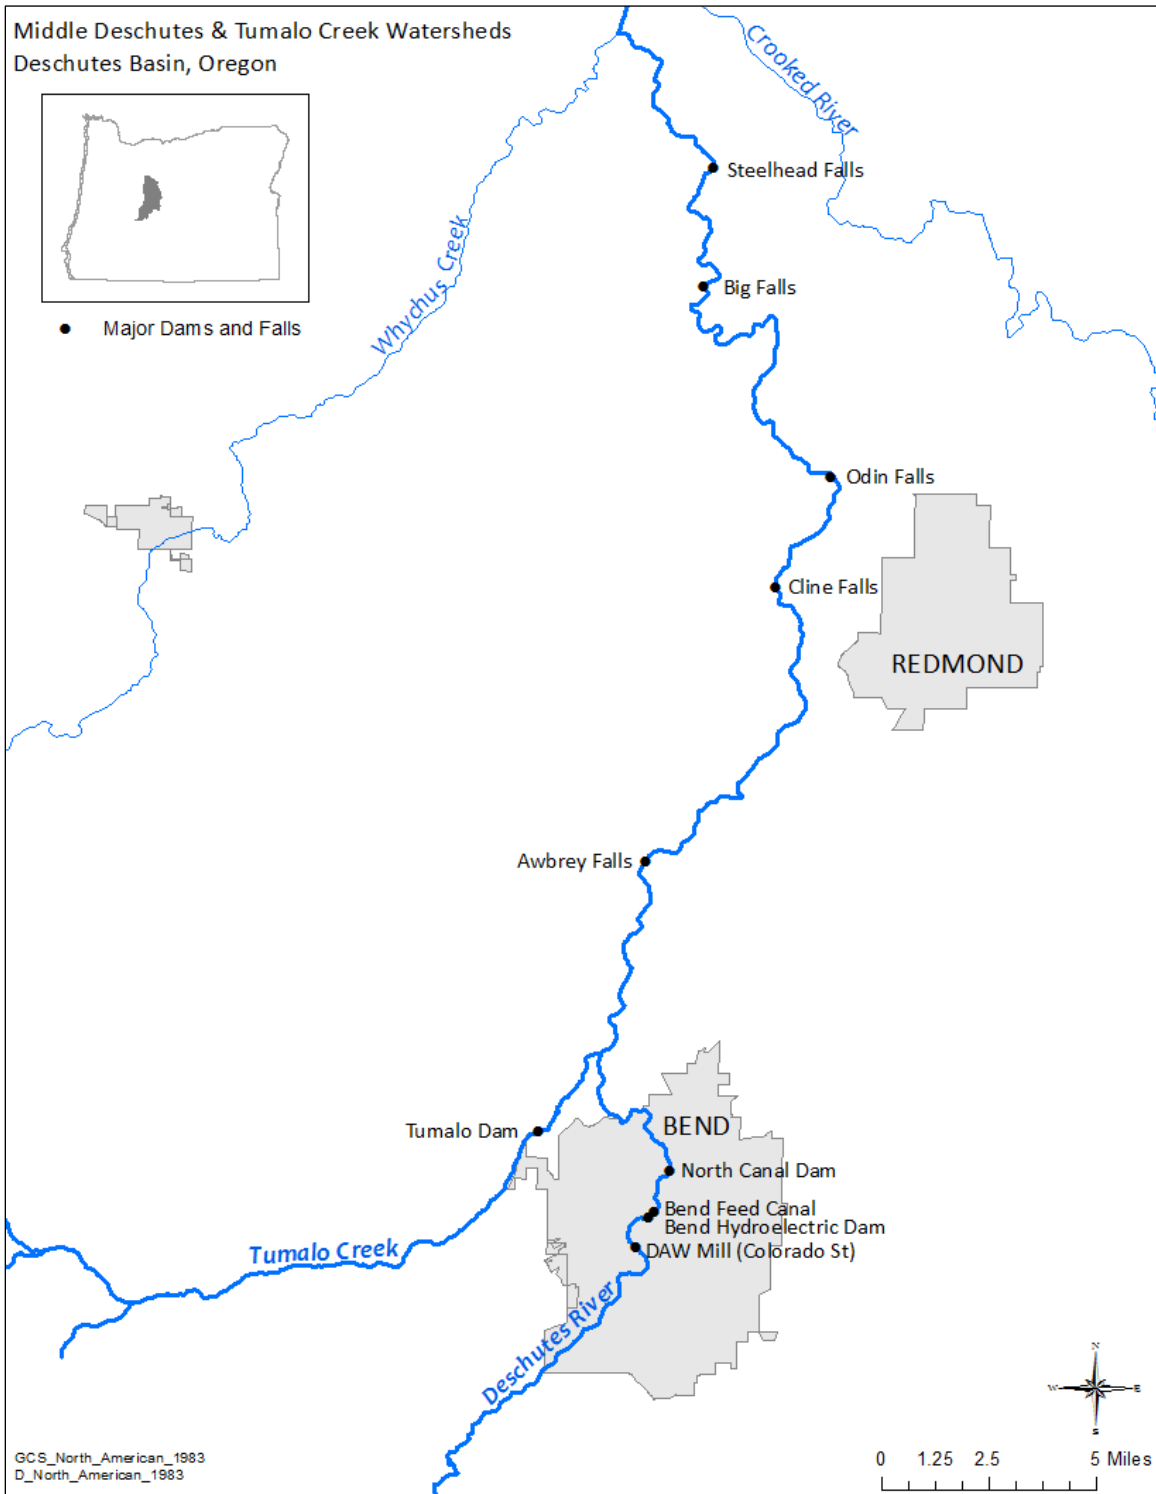 Middle Deschutes & Tumalo Creek Watersheds
Deschutes Basin, Oregon
Crooked River
Steelhead Falls
Whychus Creek
Big Falls
● Major Dams and Falls
Odin Falls
Cline Falls
REDMOND
Awbrey Falls
Tumalo Dam
BEND
North Canal Dam
Bend Feed Canal
Bend Hydroelectric Dam
DAW Mill (Colorado St)
Tumalo Creek
Deschutes River
N
W E
S
GCS_North_American_1983
D_North_American_1983
0 1.25 2.5 5 Miles